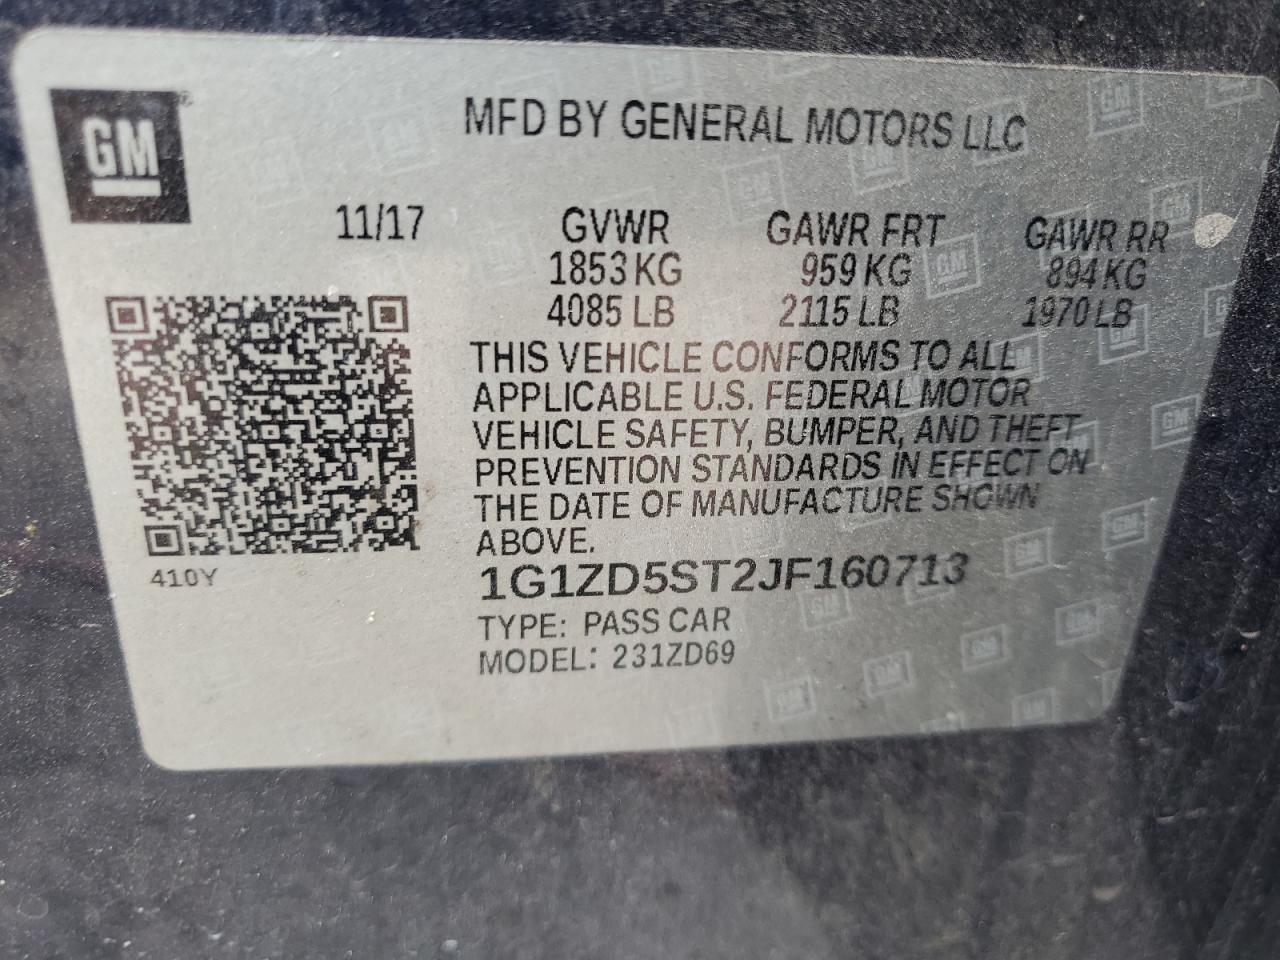 GM
MFD BY GENERAL MOTORS LLC
11/17
GVWR GAWR FRT GAWR RR
1853 KG 959 KG 894 KG
4085 LB 2115 LB 1970 LB
THIS VEHICLE CONFORMS TO ALL
APPLICABLE U.S. FEDERAL MOTOR
VEHICLE SAFETY, BUMPER, AND THEFT
PREVENTION STANDARDS IN EFFECT ON
THE DATE OF MANUFACTURE SHOWN
ABOVE.
410Y
1G1ZD5ST2JF160713
TYPE: PASS CAR
MODEL: 231ZD69